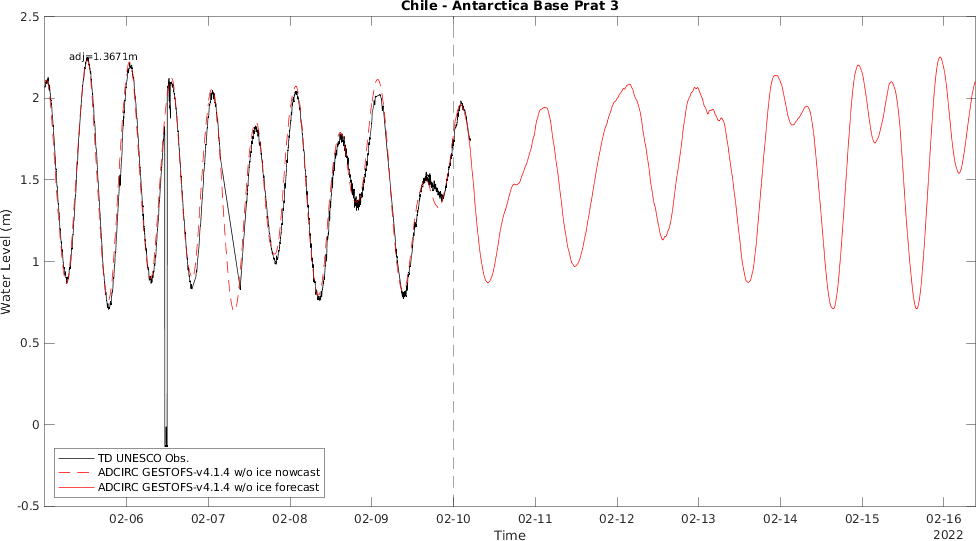 Chile - Antarctica Base Prat 3
adj=1.3671m
2.5
2
1.5
1
0.5
0
-0.5
Water Level (m)
TD UNESCO Obs.
ADCIRC GESTOFS-v4.1.4 w/o ice nowcast
ADCIRC GESTOFS-v4.1.4 w/o ice forecast
02-06 02-07 02-08 02-09 02-10 02-11 02-12 02-13 02-14 02-15 02-16
Time
2022